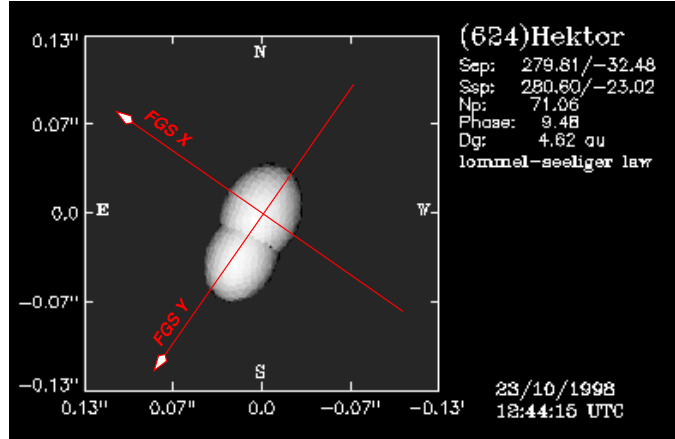 (624)Hektor
Sep: 279.81/-32.48
Ssp: 280.60/-23.02
Np: 71.06
Phase: 9.48
Dg: 4.62 au
lommel-seeliger law
0.13"
0.07"
0.0
-0.07"
-0.13"
N
FGS X
E
W
FGS Y
S
0.13"
0.07"
0.0
-0.07"
-0.13'
23/10/1998
12:44:15 UTC